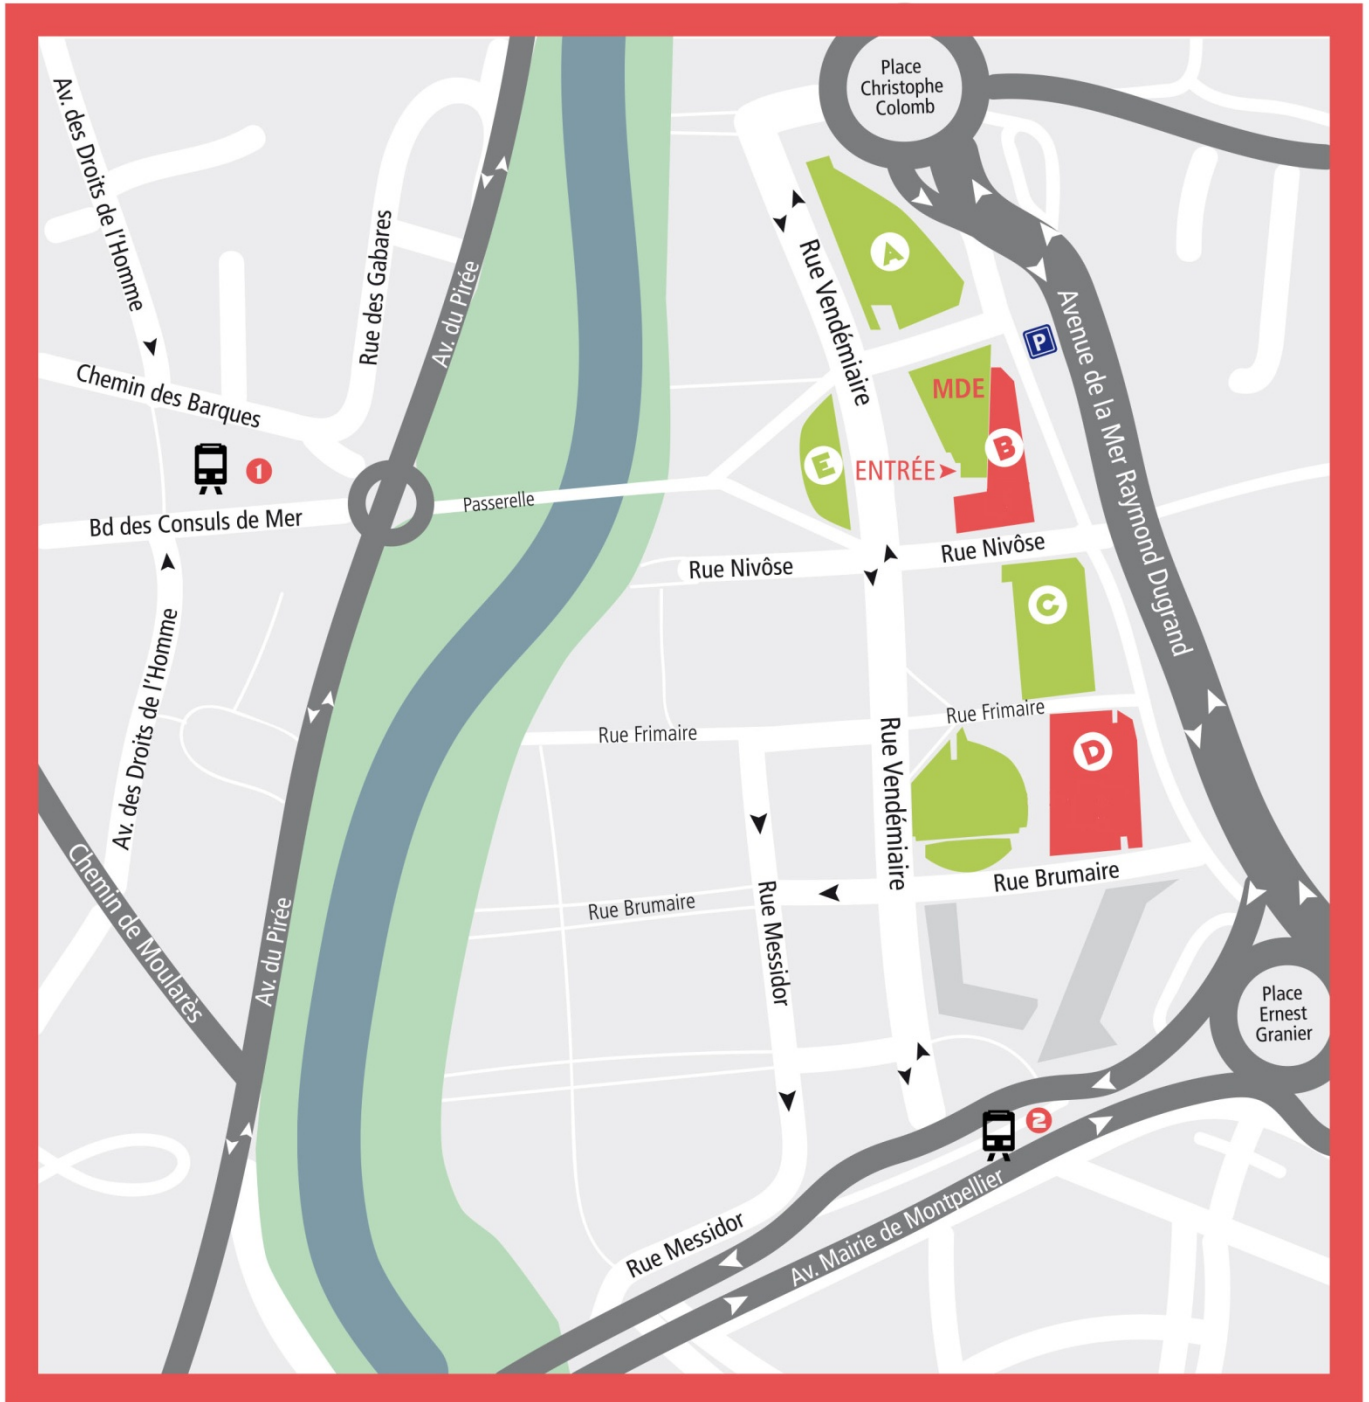 Place
Christophe
Colomb
Av. des Droits de l'Homme
Rue des Gabares
Av. du Pirée
Rue Vendémiaire
A
P
Avenue de la Mer Raymond Dugrand
Chemin des Barques
MDE
B
E
ENTRÉE
1
Passerelle
Bd des Consuls de Mer
Rue Nivôse
Rue Nivôse
C
Av. des Droits de l'Homme
Rue Frimaire
Rue Frimaire
Rue Vendémiaire
D
Chemin de Moularès
Av. du Pirée
Rue Brumaire
Rue Brumaire
Rue Messidor
Place
Ernest
Granier
2
Av. Mairie de Montpellier
Rue Messidor